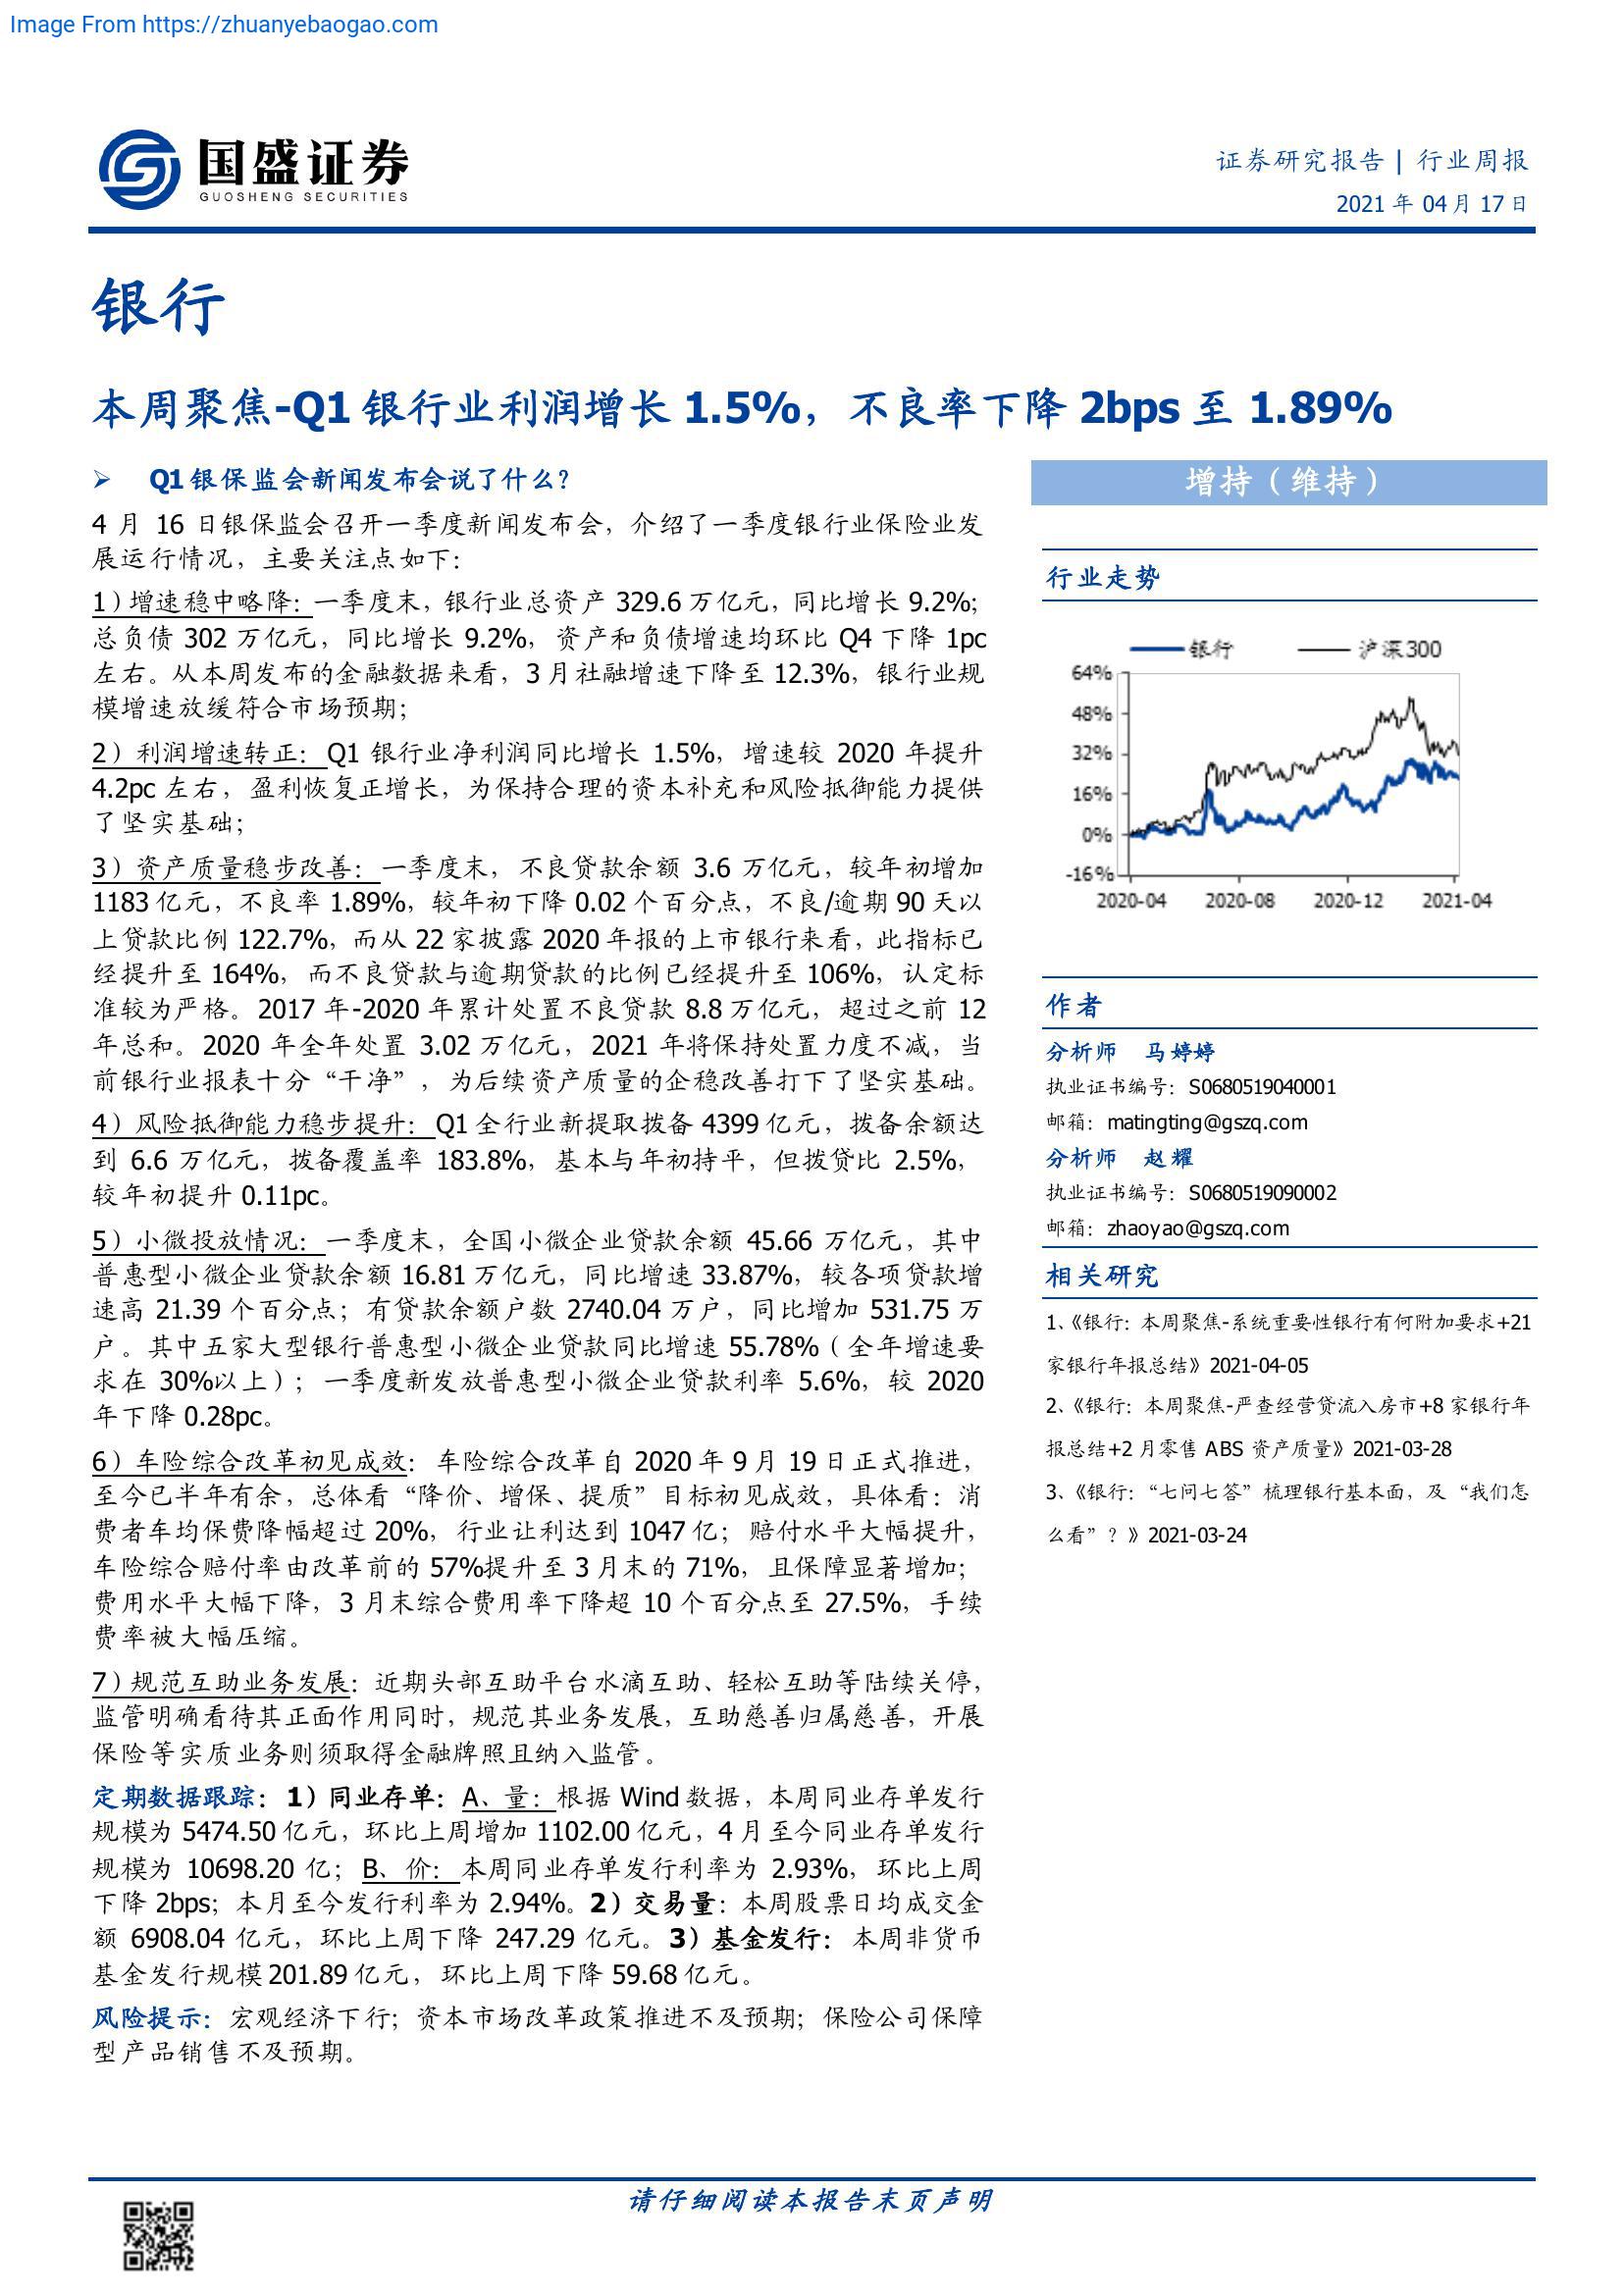 Image From https://zhuanyebaogao.com
国盛证券
GUOSHENG SECURITIES
证券研究报告 | 行业周报
2021 年 04 月 17 日
银行
本周聚焦-Q1 银行业利润增长 1.5%，不良率下降 2bps 至 1.89%
Q1 银保监会新闻发布会说了什么？
4 月 16 日银保监会召开一季度新闻发布会，介绍了一季度银行业保险业发
展运行情况，主要关注点如下：
1）增速稳中略降：一季度末，银行业总资产 329.6 万亿元，同比增长 9.2%；
总负债 302 万亿元，同比增长 9.2%，资产和负债增速均环比 Q4 下降 1pc
左右。从本周发布的金融数据来看，3 月社融增速下降至 12.3%，银行业规
模增速放缓符合市场预期；
2）利润增速转正：Q1 银行业净利润同比增长 1.5%，增速较 2020 年提升
4.2pc 左右，盈利恢复正增长，为保持合理的资本补充和风险抵御能力提供
了坚实基础；
3）资产质量稳步改善：一季度末，不良贷款余额 3.6 万亿元，较年初增加
1183 亿元，不良率 1.89%，较年初下降 0.02 个百分点，不良/逾期 90 天以
上贷款比例 122.7%，而从 22 家披露 2020 年报的上市银行来看，此指标已
经提升至 164%，而不良贷款与逾期贷款的比例已经提升至 106%，认定标
准较为严格。2017 年-2020 年累计处置不良贷款 8.8 万亿元，超过之前 12
年总和。2020 年全年处置 3.02 万亿元，2021 年将保持处置力度不减，当
前银行业报表十分“干净”，为后续资产质量的企稳改善打下了坚实基础。
4）风险抵御能力稳步提升：Q1 全行业新提取拨备 4399 亿元，拨备余额达
到 6.6 万亿元，拨备覆盖率 183.8%，基本与年初持平，但拨贷比 2.5%，
较年初提升 0.11pc。
5）小微投放情况：一季度末，全国小微企业贷款余额 45.66 万亿元，其中
普惠型小微企业贷款余额 16.81 万亿元，同比增速 33.87%，较各项贷款增
速高 21.39 个百分点；有贷款余额户数 2740.04 万户，同比增加 531.75 万
户。其中五家大型银行普惠型小微企业贷款同比增速 55.78%（全年增速要
求在 30%以上）；一季度新发放普惠型小微企业贷款利率 5.6%，较 2020
年下降 0.28pc。
6）车险综合改革初见成效：车险综合改革自 2020 年 9 月 19 日正式推进，
至今已半年有余，总体看“降价、增保、提质”目标初见成效，具体看：消
费者车均保费降幅超过 20%，行业让利达到 1047 亿；赔付水平大幅提升，
车险综合赔付率由改革前的 57%提升至 3 月末的 71%，且保障显著增加；
费用水平大幅下降，3 月末综合费用率下降超 10 个百分点至 27.5%，手续
费率被大幅压缩。
7）规范互助业务发展：近期头部互助平台水滴互助、轻松互助等陆续关停，
监管明确看待其正面作用同时，规范其业务发展，互助慈善归属慈善，开展
保险等实质业务则须取得金融牌照且纳入监管。
定期数据跟踪：1）同业存单：A、量：根据 Wind 数据，本周同业存单发行
规模为 5474.50 亿元，环比上周增加 1102.00 亿元，4 月至今同业存单发行
规模为 10698.20 亿；B、价：本周同业存单发行利率为 2.93%，环比上周
下降 2bps；本月至今发行利率为 2.94%。2）交易量：本周股票日均成交金
额 6908.04 亿元，环比上周下降 247.29 亿元。3）基金发行：本周非货币
基金发行规模 201.89 亿元，环比上周下降 59.68 亿元。
风险提示：宏观经济下行；资本市场改革政策推进不及预期；保险公司保障
型产品销售不及预期。
增持（维持）
行业走势
银行 沪深300
64%
48%
32%
16%
0%
-16%
2020-04 2020-08 2020-12 2021-04
作者
分析师 马婷婷
执业证书编号：S0680519040001
邮箱：matingting@gszq.com
分析师 赵耀
执业证书编号：S0680519090002
邮箱：zhaoyao@gszq.com
相关研究
1、《银行：本周聚焦-系统重要性银行有何附加要求+21
家银行年报总结》2021-04-05
2、《银行：本周聚焦-严查经营贷流入房市+8 家银行年
报总结+2 月零售 ABS 资产质量》2021-03-28
3、《银行：“七问七答”梳理银行基本面，及“我们怎
么看”？》2021-03-24
请仔细阅读本报告末页声明